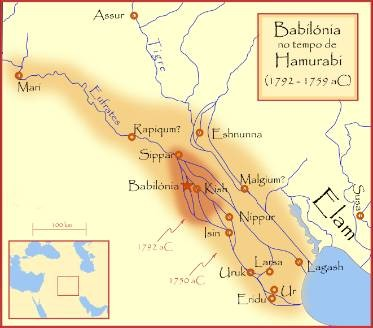 Babilónia
no tempo de
Hamurabi
(1792 - 1759 aC)
Assur
Tigre
Mari
Eufrates
Rapiqum?
Eshnunna
Sippar
Babilónia
Kish
Malgium?
Susa
Elam
Nippur
Isin
1792 aC
1750 aC
100 km
Larsa
Lagash
Uruk
Ur
Eridu